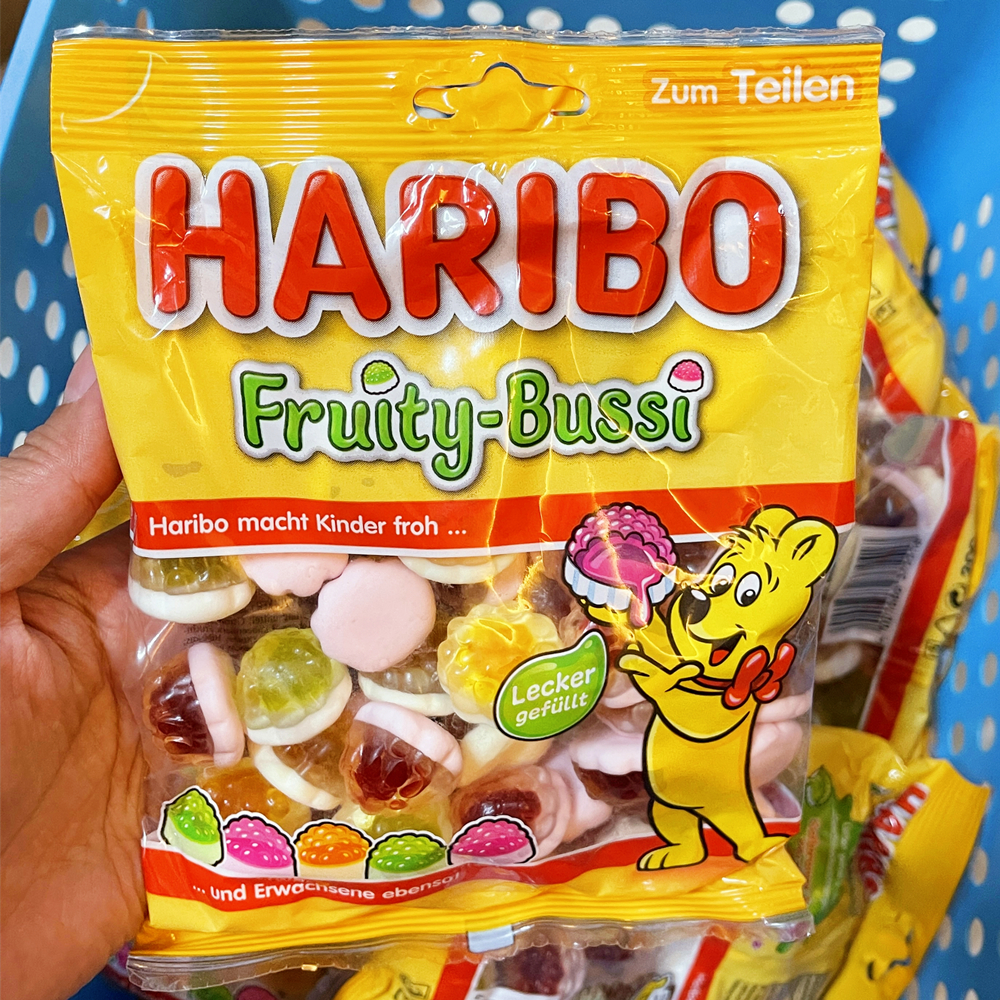 Zum Teilen
HARIBO
Fruity-Bussi
Haribo macht Kinder froh ...
Lecker
gefüllt
... und Erwachsene ebenso!